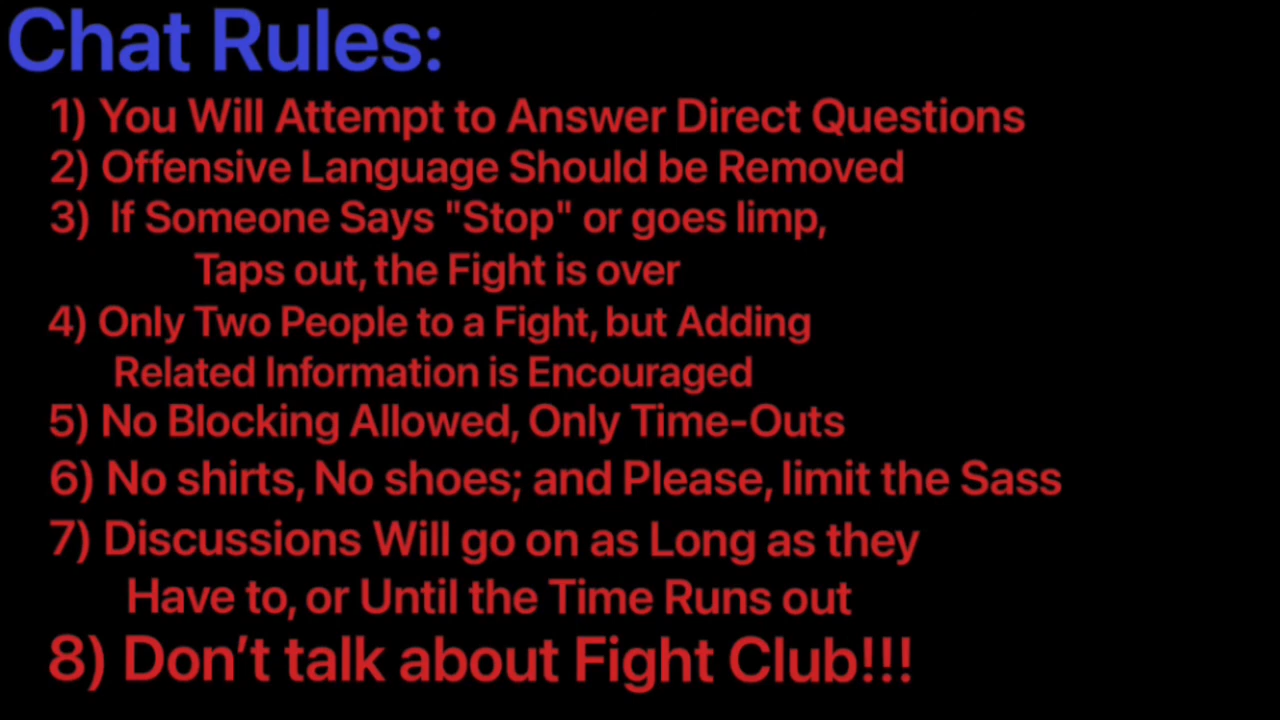 Chat Rules:
1) You Will Attempt to Answer Direct Questions
2) Offensive Language Should be Removed
3) If Someone Says "Stop" or goes limp,
Taps out, the Fight is over
4) Only Two People to a Fight, but Adding
Related Information is Encouraged
5) No Blocking Allowed, Only Time-Outs
6) No shirts, No shoes; and Please, limit the Sass
7) Discussions Will go on as Long as they
Have to, or Until the Time Runs out
8) Don’t talk about Fight Club!!!